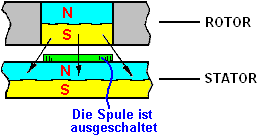 N
ROTOR
S
N
STATOR
S
Die Spule ist
ausgeschaltet